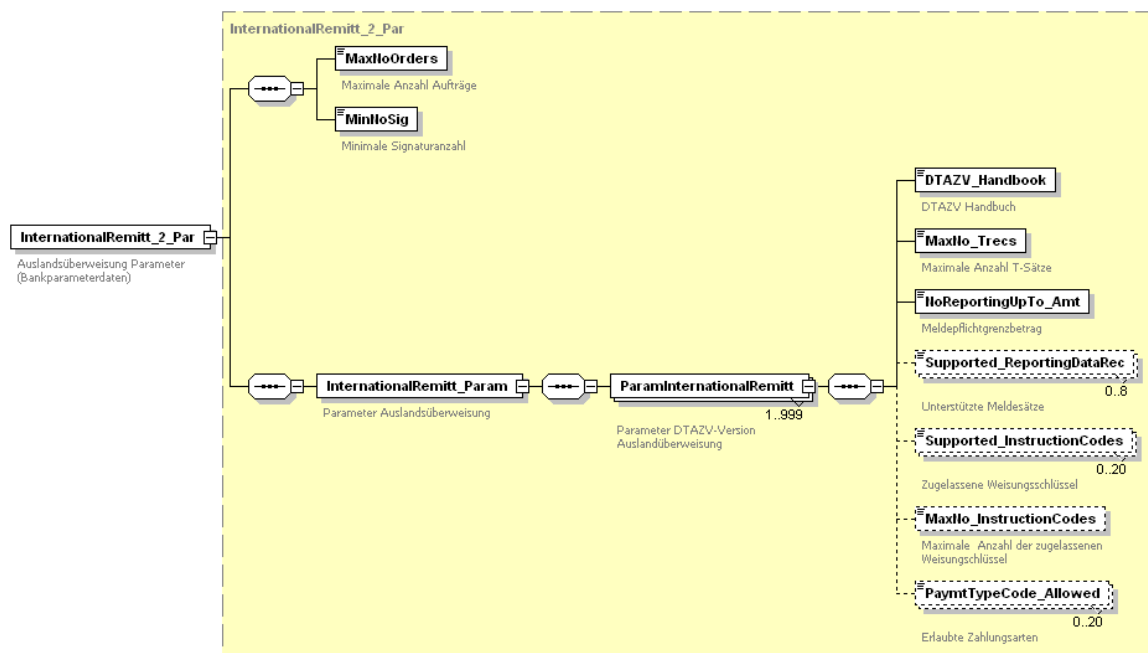 InternationalRemitt_2_Par
MaxNoOrders
Maximale Anzahl Aufträge
MinNoSig
Minimale Signaturanzahl
InternationalRemitt_2_Par
Auslandsüberweisung Parameter
(Bankparameterdaten)
InternationalRemitt_Param
Parameter Auslandsüberweisung
ParamInternationalRemitt
1..999
Parameter DTAZV-Version
Auslandüberweisung
DTAZV_Handbook
DTAZV Handbuch
MaxNo_Trecs
Maximale Anzahl T-Sätze
NoReportingUpTo_Amt
Meldepflichtgrenzbetrag
Supported_ReportingDataRec
0..8
Unterstützte Meldesätze
Supported_InstructionCodes
0..20
Zugelassene Weisungsschlüssel
MaxNo_InstructionCodes
Maximale Anzahl der zugelassenen
Weisungschlüssel
PaymtTypeCode_Allowed
0..20
Erlaubte Zahlungsarten